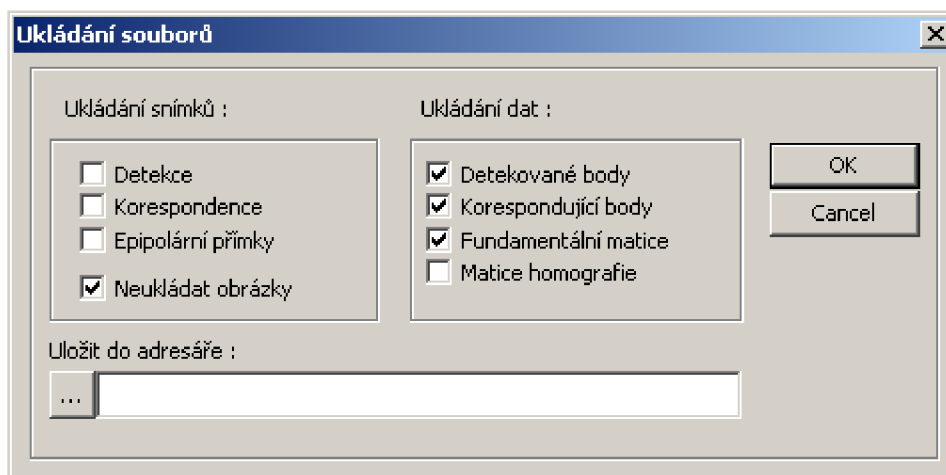 Ukládání souborů
Ukládání snímků :
Detekce
Korespondence
Epipolární přímky
Neukládat obrázky
Ukládání dat :
Detekované body
Korespondující body
Fundamentální matice
Matice homografie
OK
Cancel
Uložit do adresáře :
...